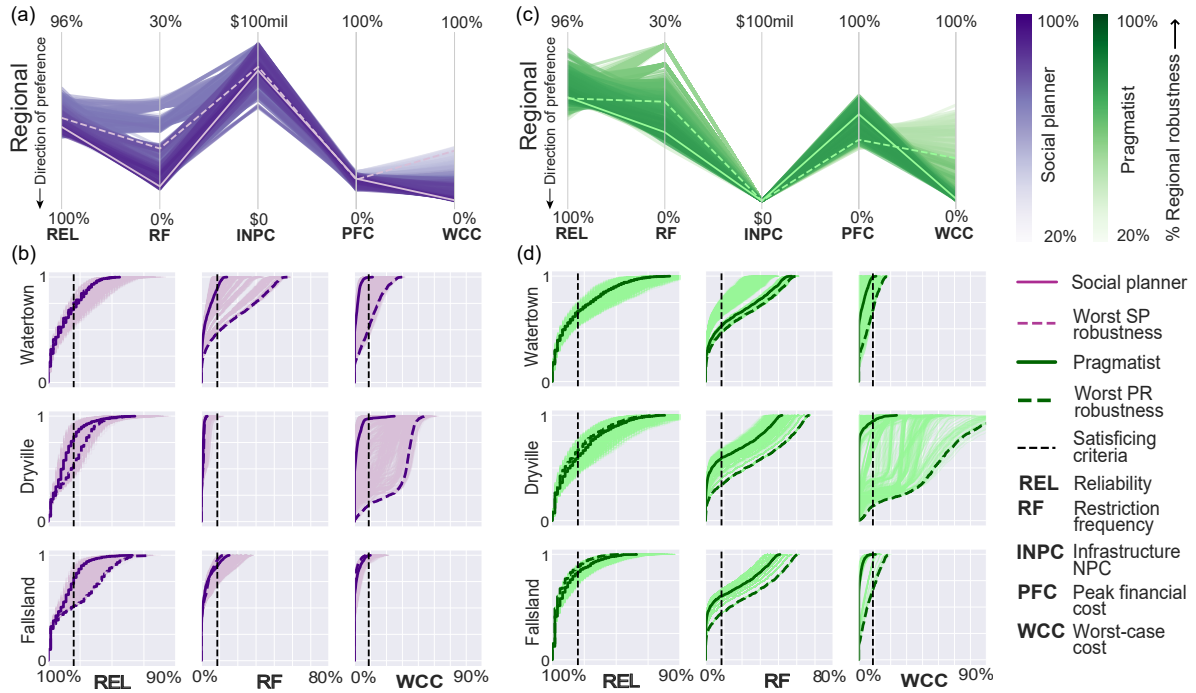 (a)
96% 30% $100mil 100% 100%
Regional
Direction of preference
100% 0% $0 0% 0%
REL RF INPC PFC WCC
(c)
96% 30% $100mil 100% 100%
Regional
Direction of preference
100% 0% $0 0% 0%
REL RF INPC PFC WCC
100%
Social planner
20%
100%
Pragmatist
20%
% Regional robustness
(b)
1
Watertown
0
1
Dryville
0
1
Fallsland
0
100% 90% 0% 80% 0% 90%
REL RF WCC
(d)
1
Watertown
0
1
Dryville
0
1
Fallsland
0
100% 90% 0% 80% 0% 90%
REL RF WCC
Social planner
Worst SP
robustness
Pragmatist
Worst PR
robustness
Satisficing
criteria
REL Reliability
RF Restriction
frequency
INPC Infrastructure
NPC
PFC Peak financial
cost
WCC Worst-case
cost